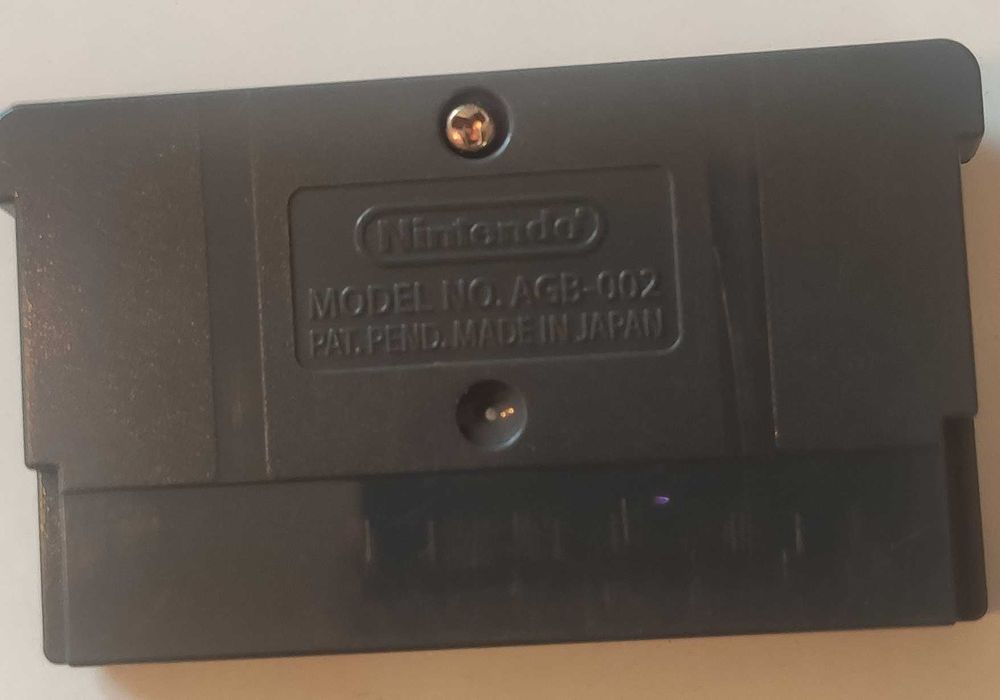 Nintendo
MODEL NO. AGB-002
PAT. PEND. MADE IN JAPAN